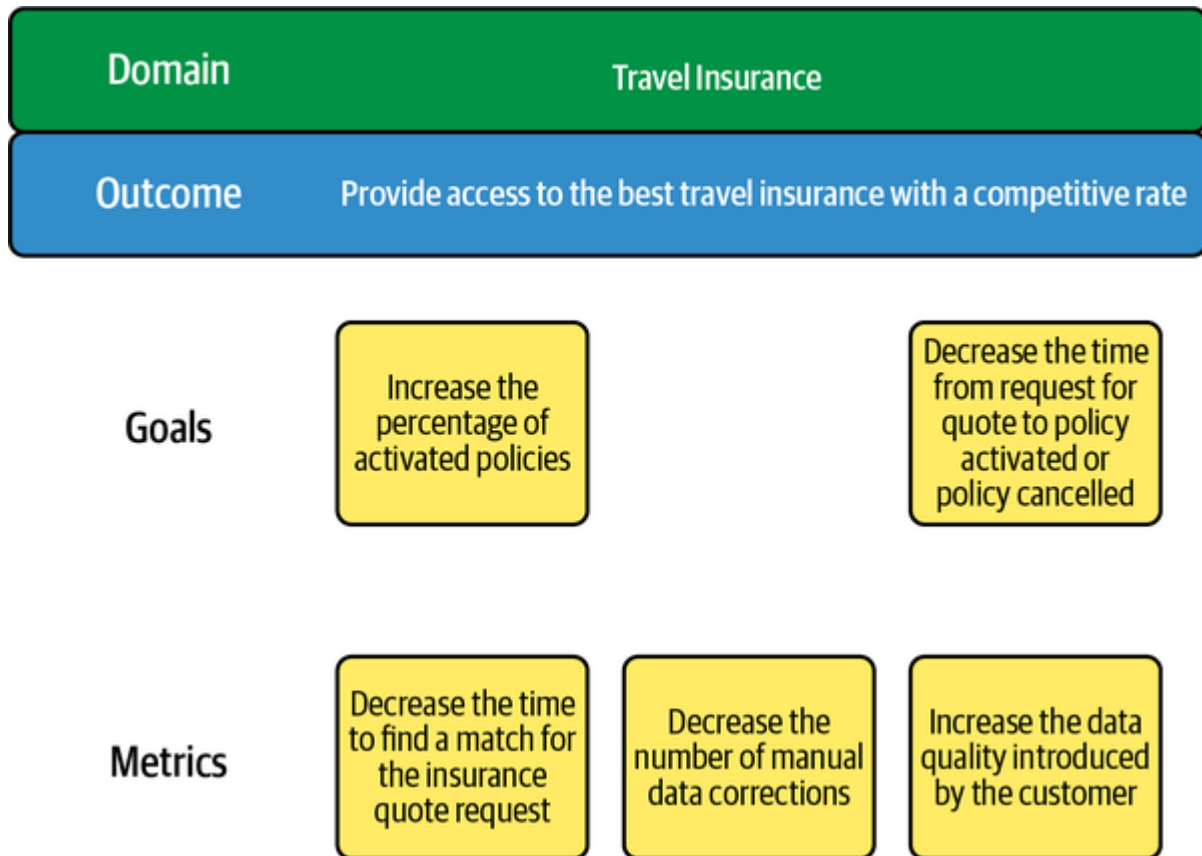 Domain
Travel Insurance
Outcome
Provide access to the best travel insurance with a competitive rate
Goals
Increase the
percentage of
activated policies
Decrease the time
from request for
quote to policy
activated or
policy cancelled
Metrics
Decrease the time
to find a match for
the insurance
quote request
Decrease the
number of manual
data corrections
Increase the data
quality introduced
by the customer